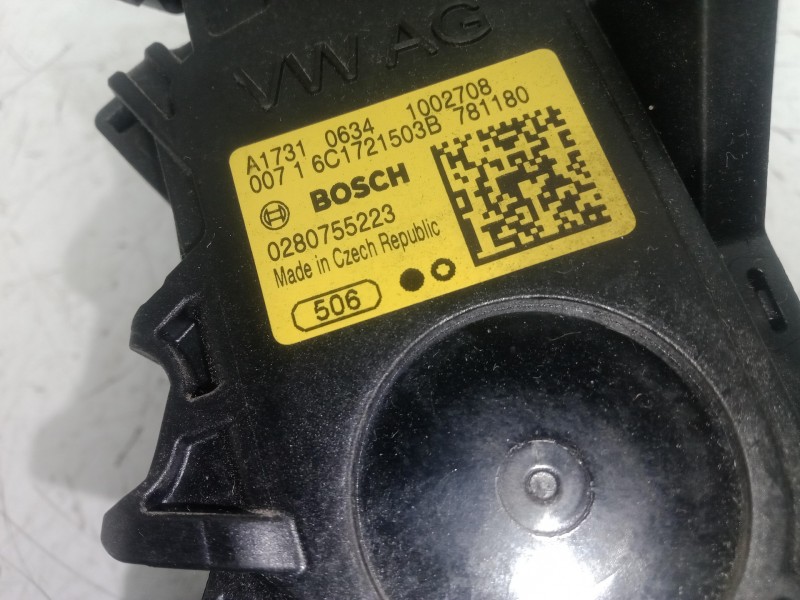 VW AG
A1731 0634 1002708
007 1 6C1721503B 781180
BOSCH
0280755223
Made in Czech Republic
506